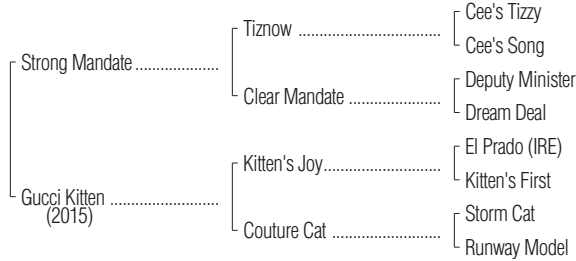 Cee's Tizzy
Tiznow ..............................
Cee's Song
Strong Mandate .....................
Deputy Minister
Clear Mandate ....................
Dream Deal
El Prado (IRE)
Kitten's Joy.........................
Kitten's First
Gucci Kitten ........................
(2015)
Storm Cat
Couture Cat ........................
Runway Model